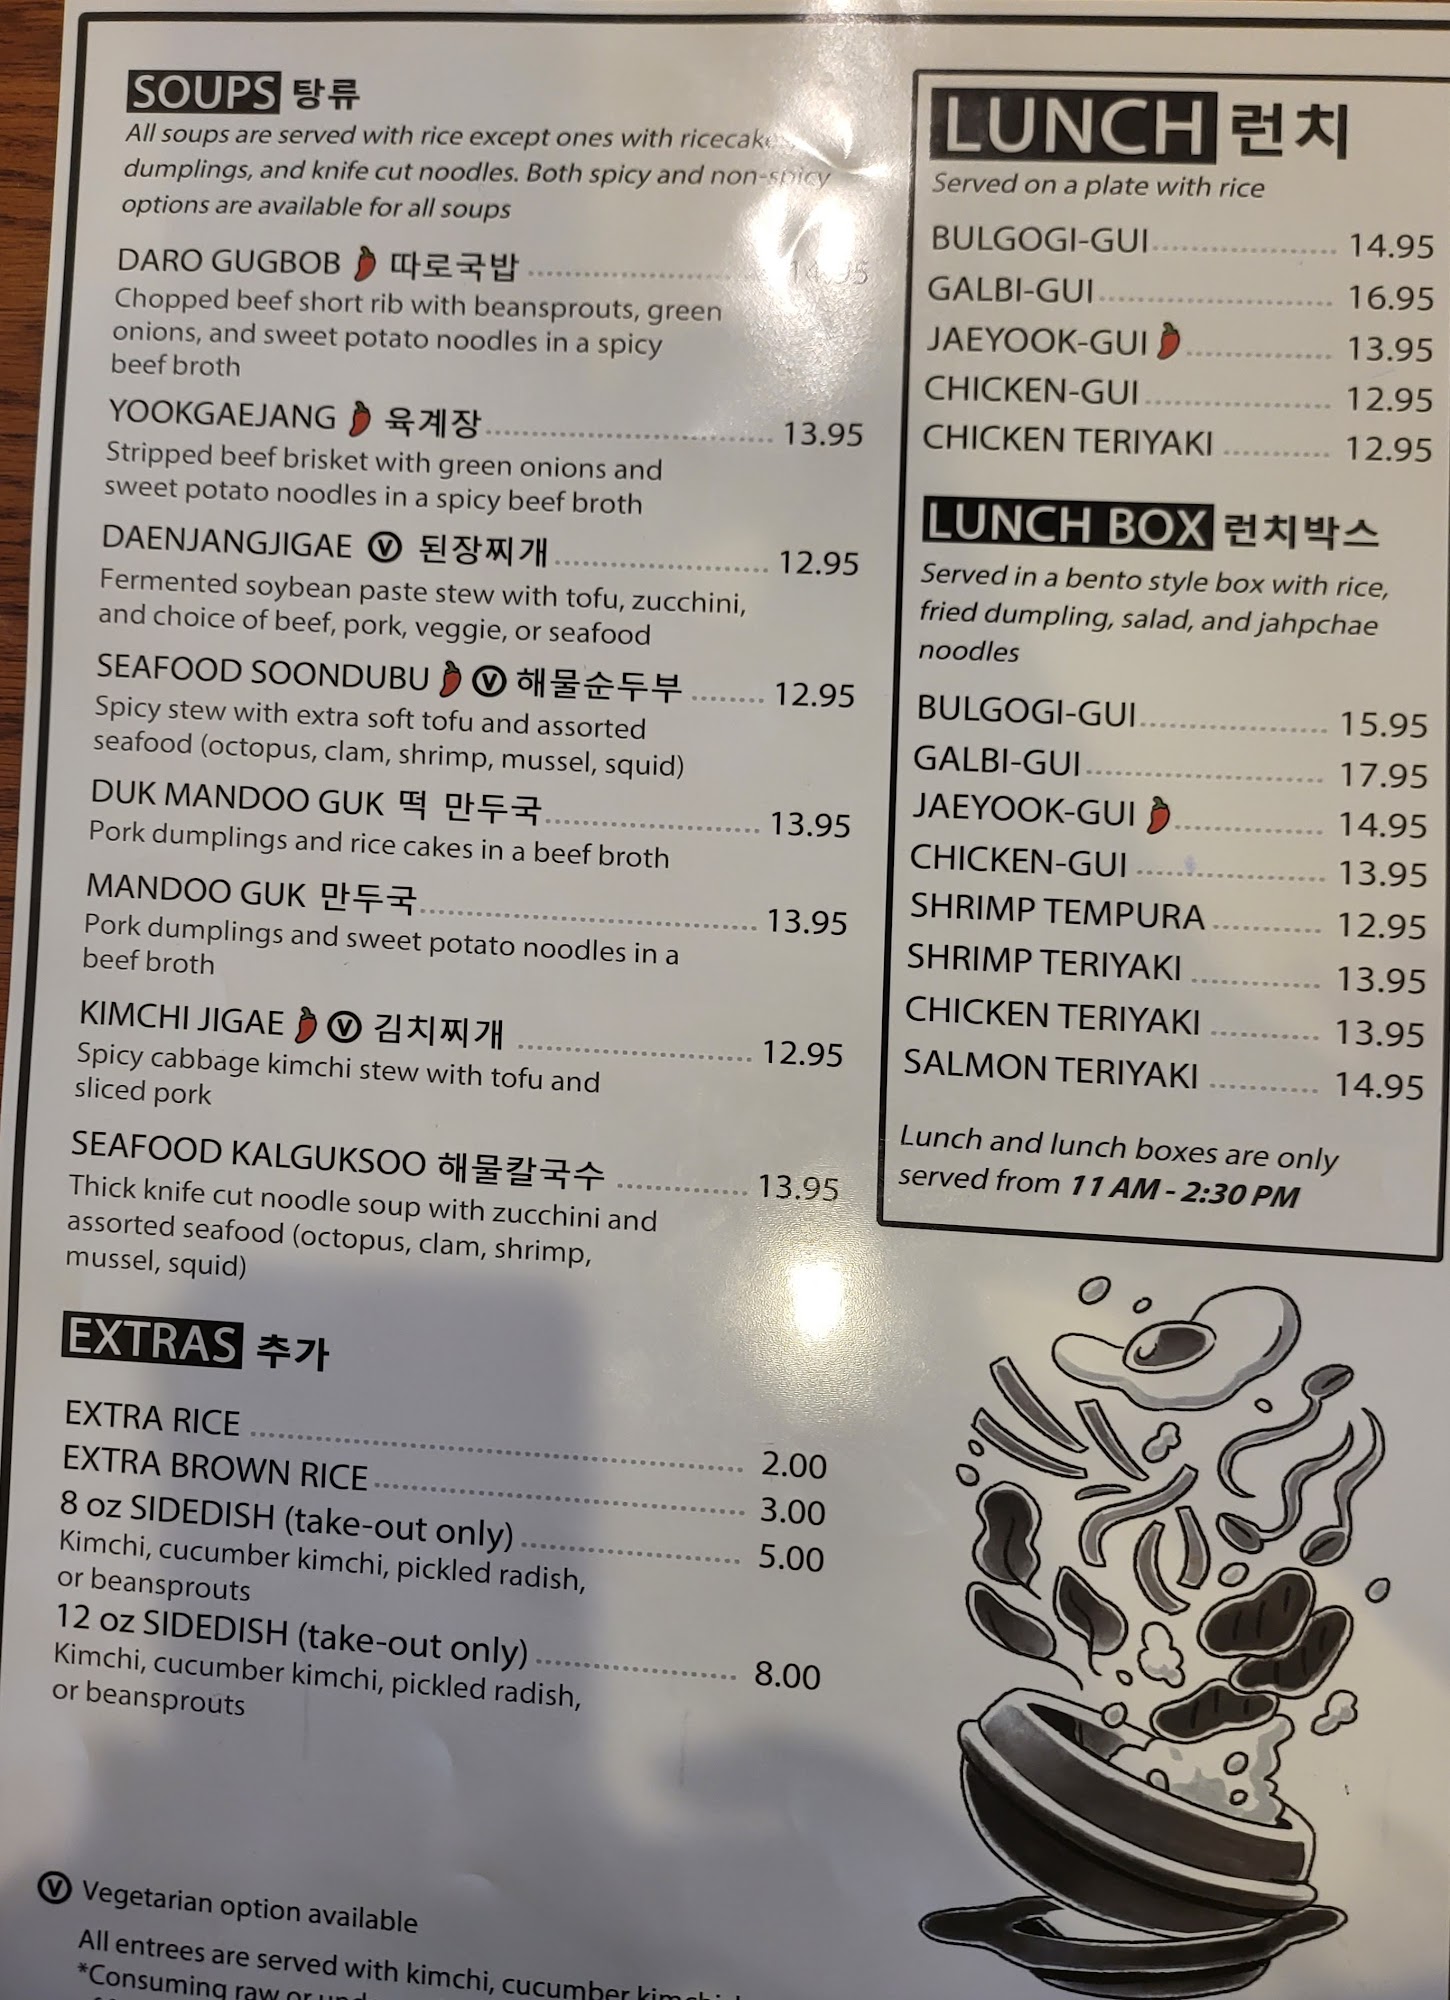 SOUPS 탕류
All soups are served with rice except ones with ricecakes,
dumplings, and knife cut noodles. Both spicy and non-spicy
options are available for all soups
DARO GUGBOB 따로국밥 14.95
Chopped beef short rib with beansprouts, green
onions, and sweet potato noodles in a spicy
beef broth
YOOKGAEJANG 육계장 13.95
Stripped beef brisket with green onions and
sweet potato noodles in a spicy beef broth
DAENJANGJIGAE Ⓥ 된장찌개 12.95
Fermented soybean paste stew with tofu, zucchini,
and choice of beef, pork, veggie, or seafood
SEAFOOD SOONDUBU Ⓥ 해물순두부 12.95
Spicy stew with extra soft tofu and assorted
seafood (octopus, clam, shrimp, mussel, squid)
DUK MANDOO GUK 떡 만두국 13.95
Pork dumplings and rice cakes in a beef broth
MANDOO GUK 만두국 13.95
Pork dumplings and sweet potato noodles in a
beef broth
KIMCHI JIGAE Ⓥ 김치찌개 12.95
Spicy cabbage kimchi stew with tofu and
sliced pork
SEAFOOD KALGUKSOO 해물칼국수 13.95
Thick knife cut noodle soup with zucchini and
assorted seafood (octopus, clam, shrimp,
mussel, squid)
EXTRAS 추가
EXTRA RICE 2.00
EXTRA BROWN RICE 3.00
8 oz SIDEDISH (take-out only) 5.00
Kimchi, cucumber kimchi, pickled radish,
or beansprouts
12 oz SIDEDISH (take-out only) 8.00
Kimchi, cucumber kimchi, pickled radish,
or beansprouts
Ⓥ Vegetarian option available
All entrees are served with kimchi, cucumber
*Consuming raw or
LUNCH 런치
Served on a plate with rice
BULGOGI-GUI 14.95
GALBI-GUI 16.95
JAEYOOK-GUI 13.95
CHICKEN-GUI 12.95
CHICKEN TERIYAKI 12.95
LUNCH BOX 런치박스
Served in a bento style box with rice,
fried dumpling, salad, and jahpchae
noodles
BULGOGI-GUI 15.95
GALBI-GUI 17.95
JAEYOOK-GUI 14.95
CHICKEN-GUI 13.95
SHRIMP TEMPURA 12.95
SHRIMP TERIYAKI 13.95
CHICKEN TERIYAKI 13.95
SALMON TERIYAKI 14.95
Lunch and lunch boxes are only
served from 11 AM - 2:30 PM